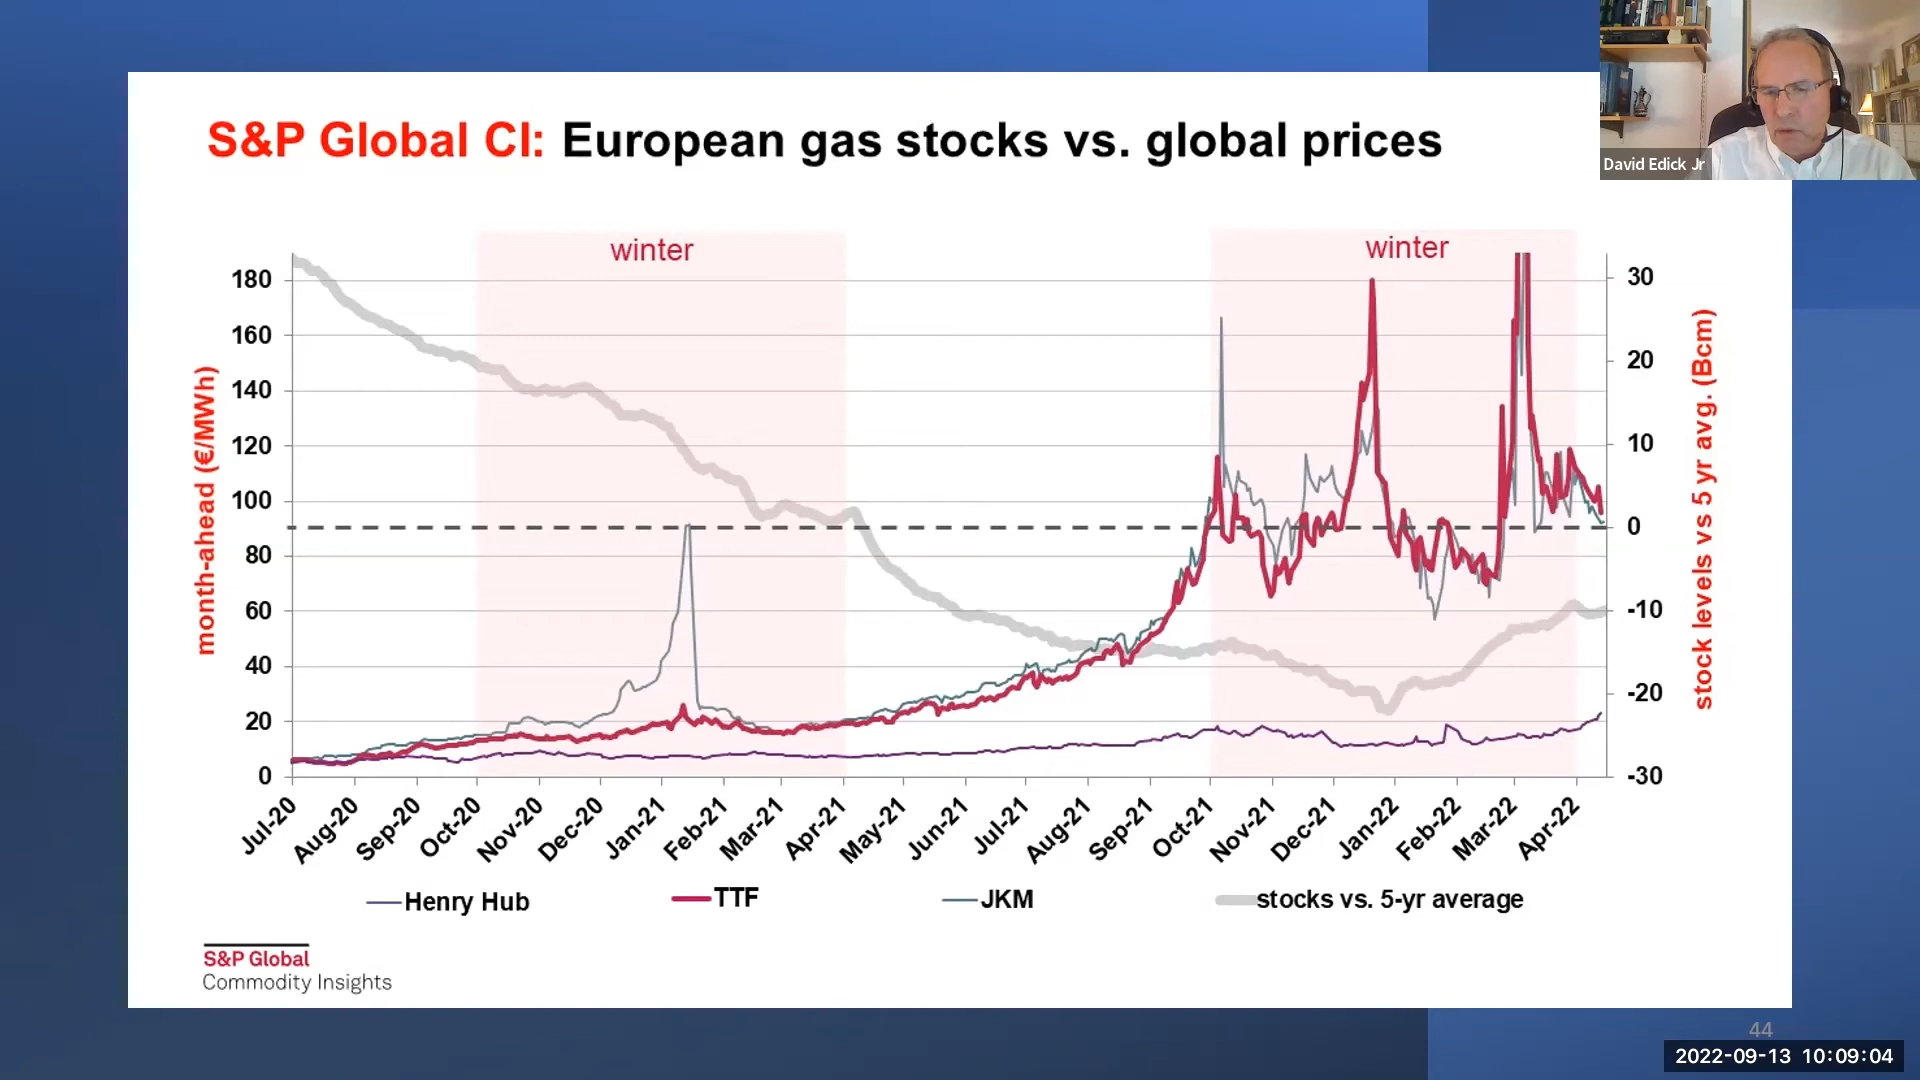 S&P Global CI: European gas stocks vs. global prices
David Edick Jr
winter
winter
month-ahead (€/MWh)
180
160
140
120
100
80
60
40
20
0
30
20
10
0
-10
-20
-30
stock levels vs 5 yr avg. (Bcm)
Jul-20
Aug-20
Sep-20
Oct-20
Nov-20
Dec-20
Jan-21
Feb-21
Mar-21
Apr-21
May-21
Jun-21
Jul-21
Aug-21
Sep-21
Oct-21
Nov-21
Dec-21
Jan-22
Feb-22
Mar-22
Apr-22
Henry Hub
TTF
JKM
stocks vs. 5-yr average
S&P Global
Commodity Insights
44
2022-09-13 10:09:04